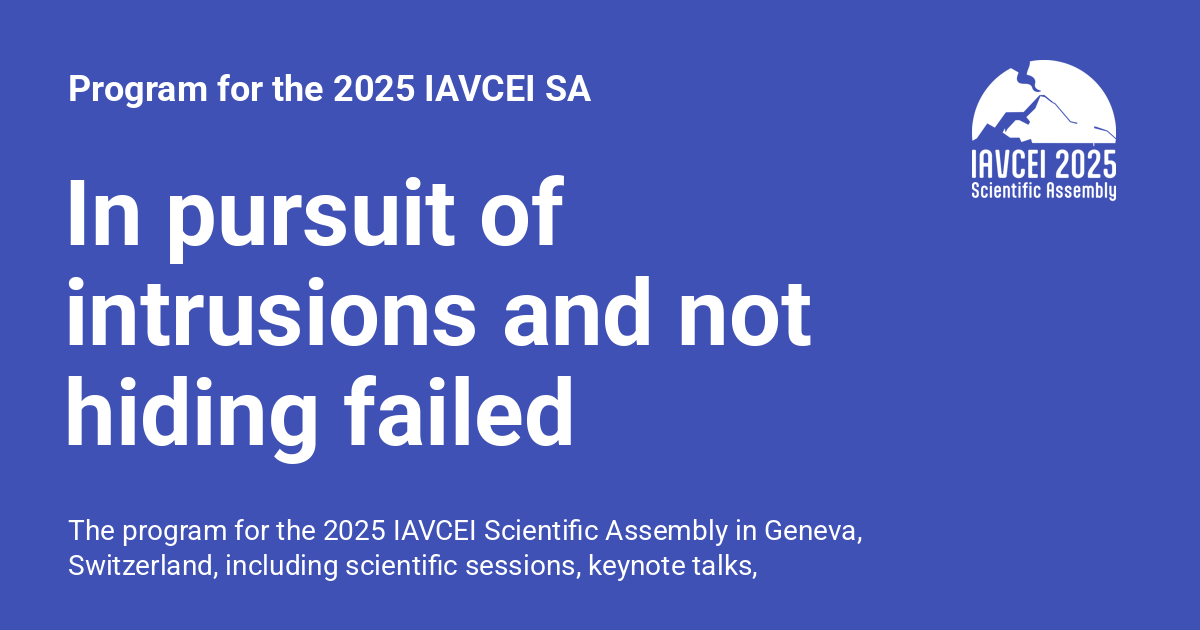 Program for the 2025 IAVCEI SA
IAVCEI 2025
Scientific Assembly
In pursuit of
intrusions and not
hiding failed
The program for the 2025 IAVCEI Scientific Assembly in Geneva,
Switzerland, including scientific sessions, keynote talks,